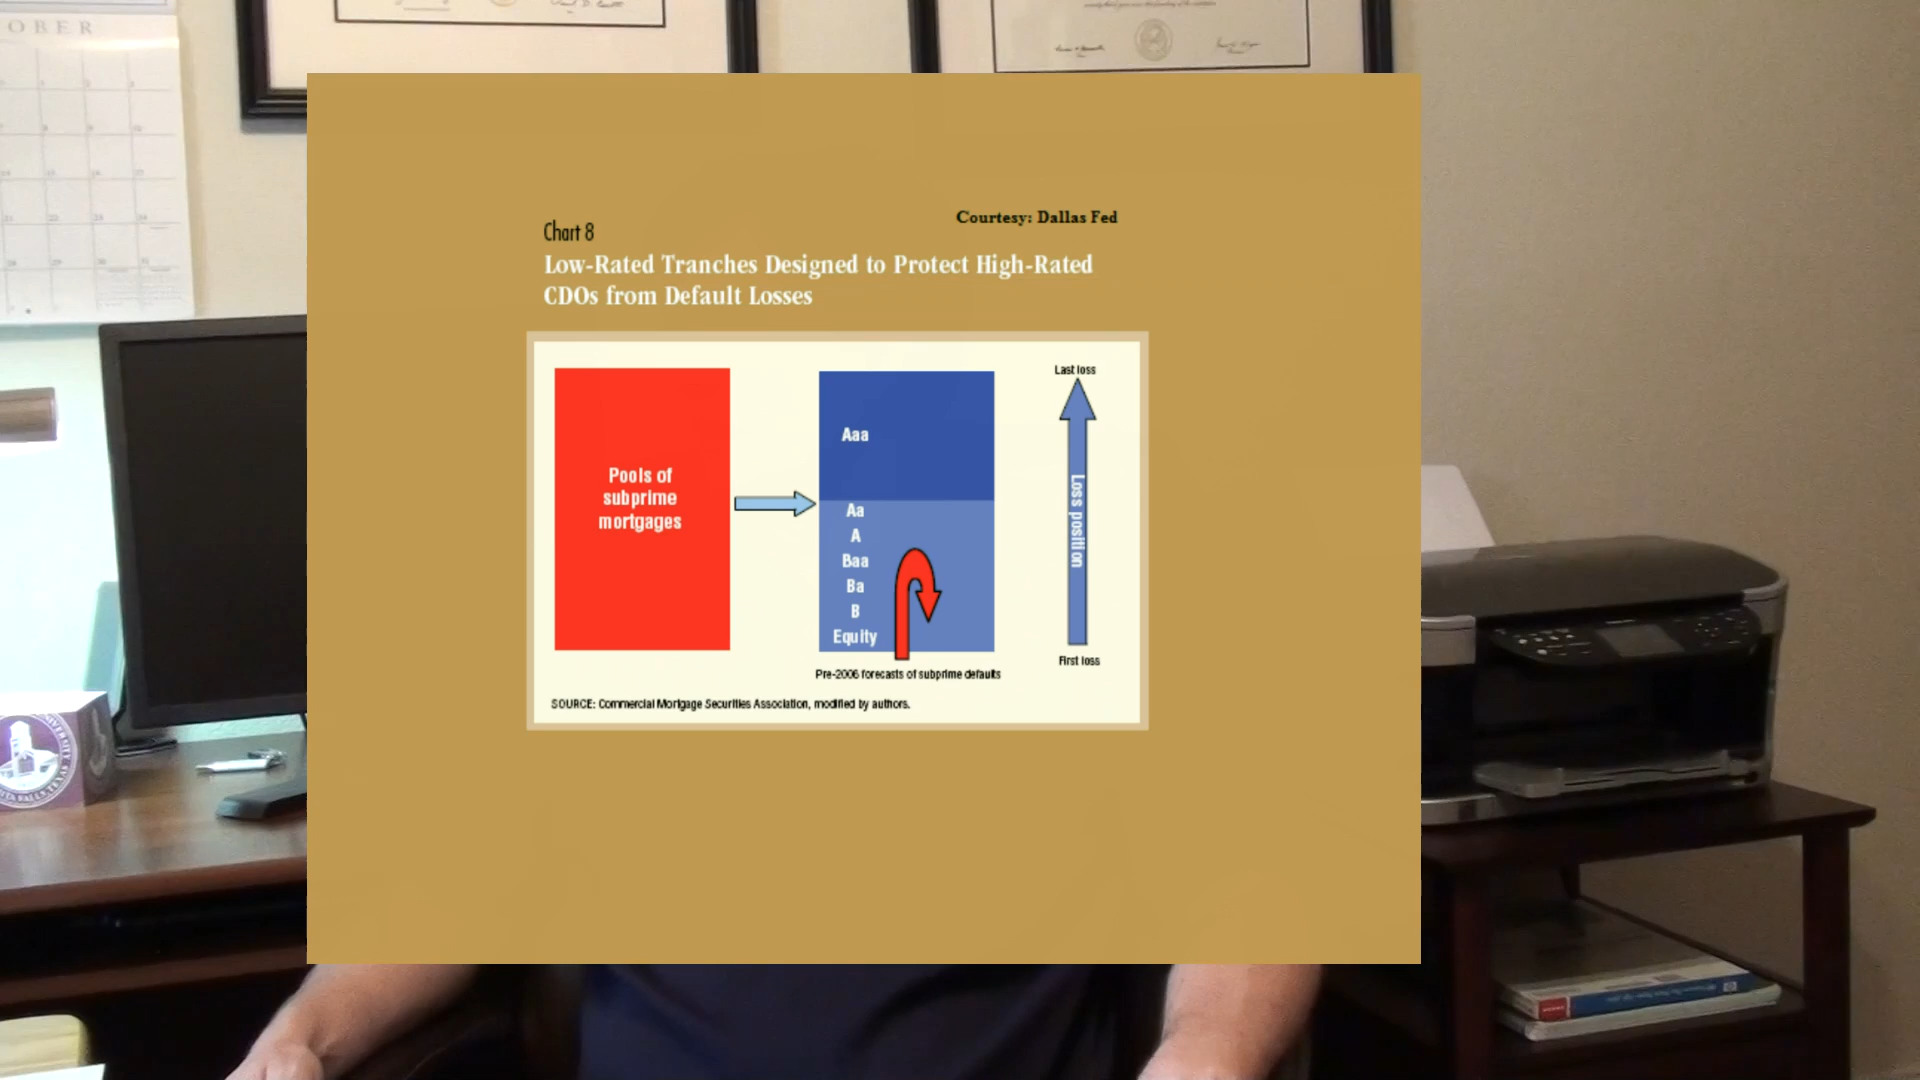 OBER
Courtesy: Dallas Fed
Chart 8
Low-Rated Tranches Designed to Protect High-Rated
CDOs from Default Losses
Pools of
subprime
mortgages
Aaa
Aa
A
Baa
Ba
B
Equity
Pre-2006 forecasts of subprime defaults
Last loss
Loss position
First loss
SOURCE: Commercial Mortgage Securities Association, modified by authors.